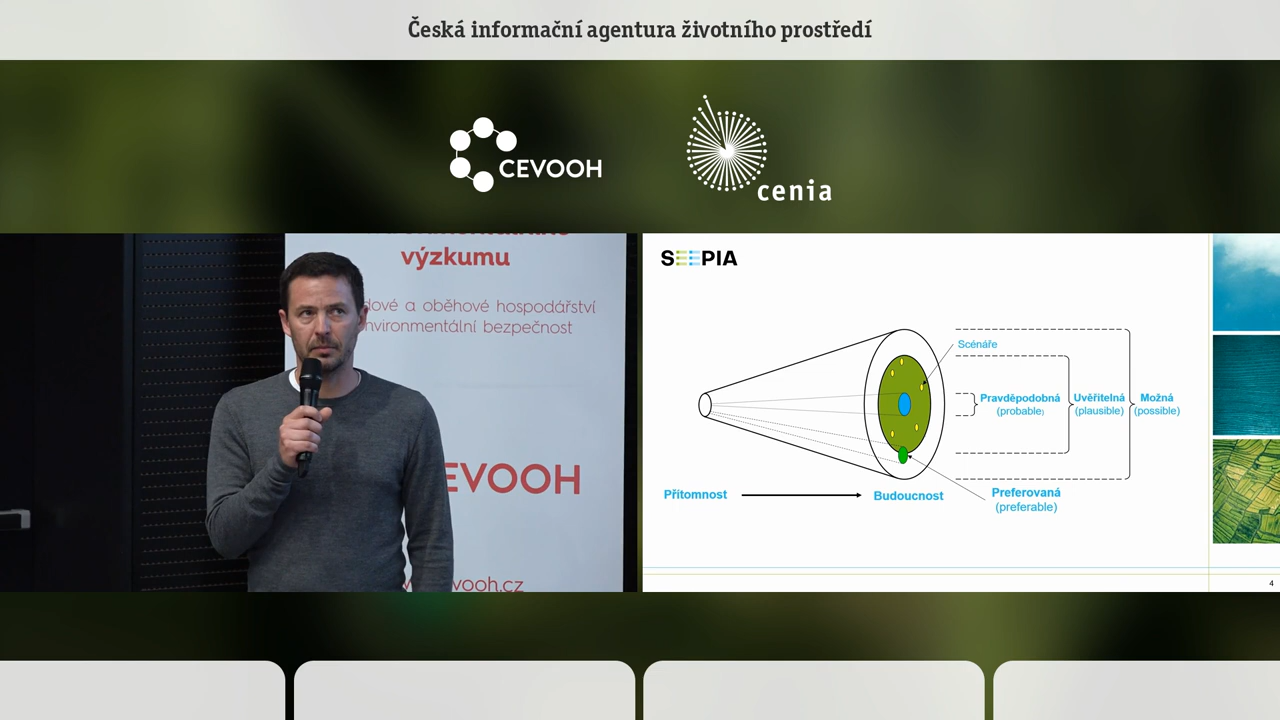 Česká informační agentura životního prostředí
CEVOOH
cenia
výzkumu
dové a oběhové hospodářství
nvironmentální bezpečnost
EVOOH
vooh.cz
SEEPIA
Scénáře
Pravděpodobná
(probable)
Uvěřitelná
(plausible)
Možná
(possible)
Přítomnost
Budoucnost
Preferovaná
(preferable)
4